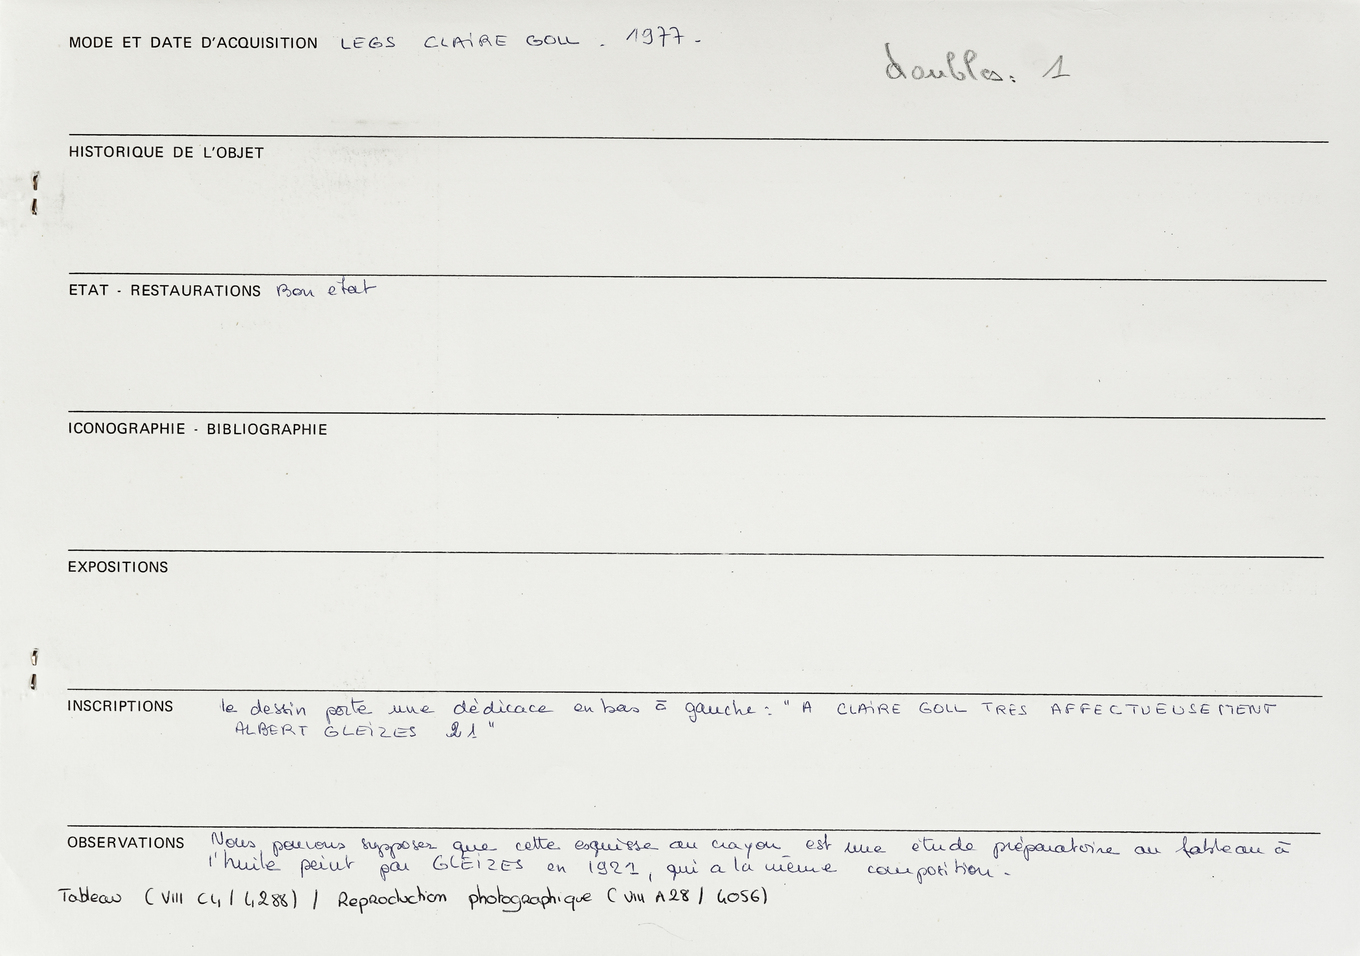 MODE ET DATE D'ACQUISITION LEGS CLAIRE GOLL . 1977 -
doubles: 1
HISTORIQUE DE L'OBJET
ETAT - RESTAURATIONS Bon etat
ICONOGRAPHIE - BIBLIOGRAPHIE
EXPOSITIONS
INSCRIPTIONS le dessin porte une dédicace en bas à gauche : " A CLAIRE GOLL TRES AFFECTUEUSEMENT
ALBERT GLEIZES 21 "
OBSERVATIONS Nous pouvons supposer que cette esquisse au crayon est une étude préparatoire au tableau à
l'huile peint par GLEIZES en 1921, qui a la même composition.
Tableau (VIII C4 / 4288) / Reproduction photographique (VIII A28 / 4056)